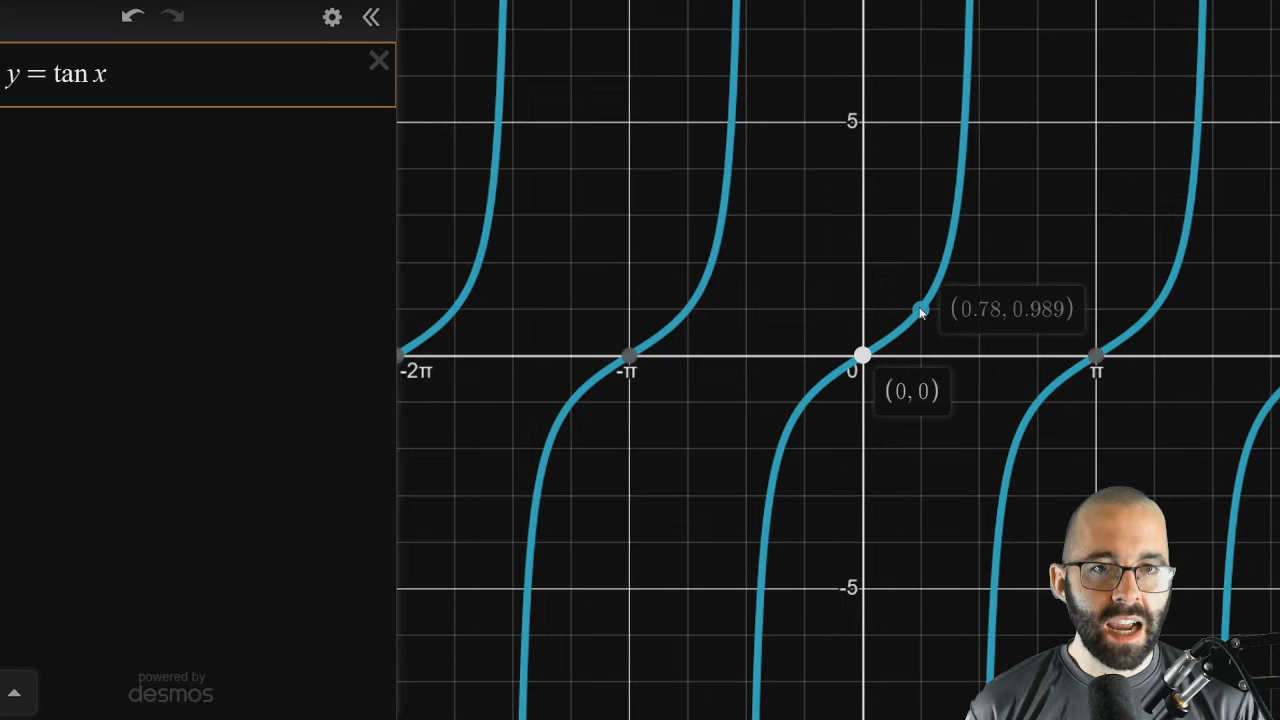 y = tan x
5
(0.78, 0.989)
-2π
-π
0
π
(0, 0)
-5
powered by
desmos